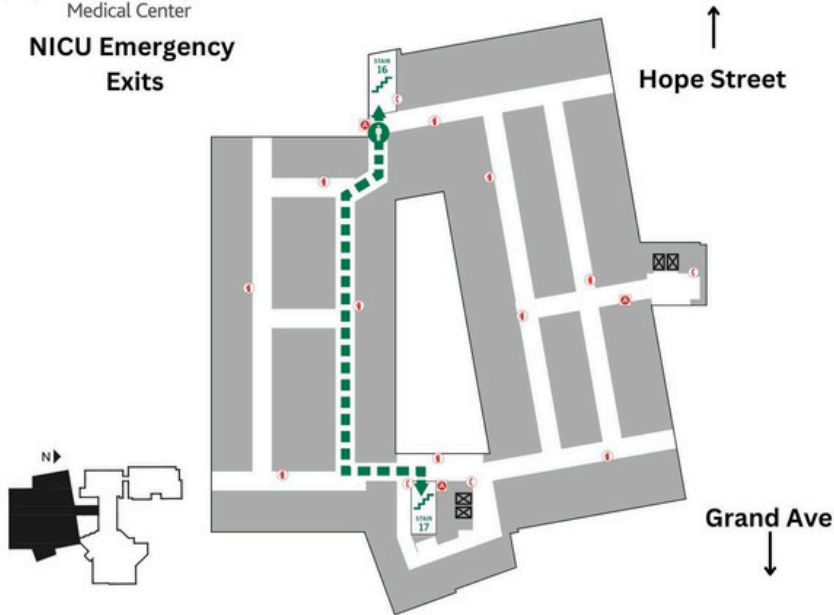 Medical Center
NICU Emergency
Exits
Hope Street
STAIR
16
A
A
N
A
STAIR
17
Grand Ave